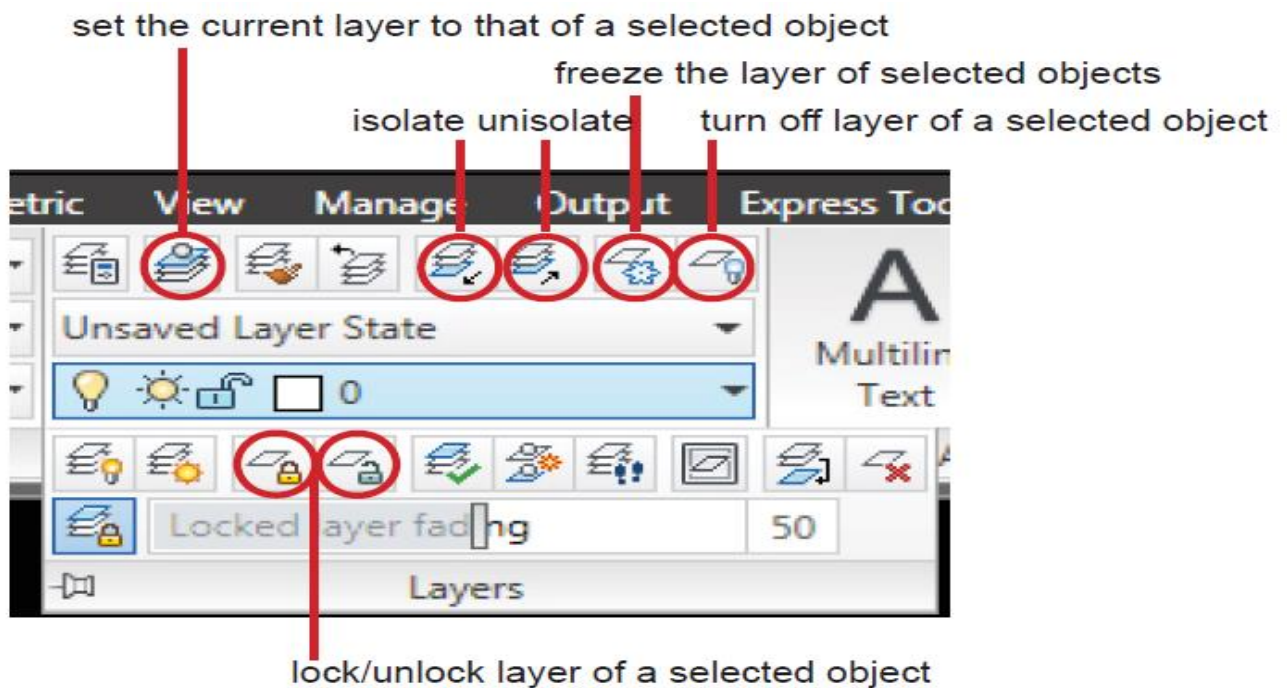 set the current layer to that of a selected object
freeze the layer of selected objects
isolate unisolate turn off layer of a selected object
etric View Manage Output Express Too
A
Unsaved Layer State
Multilin
0
Text
Locked layer fading 50
Layers
lock/unlock layer of a selected object